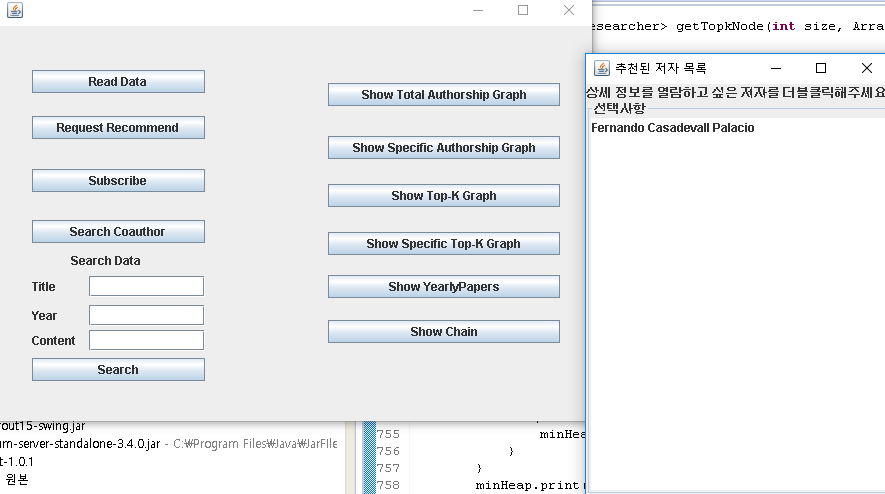 esearcher> getTopkNode(int size, Arra
Read Data
Request Recommend
Subscribe
Search Coauthor
Search Data
Title
Year
Content
Search
Show Total Authorship Graph
Show Specific Authorship Graph
Show Top-K Graph
Show Specific Top-K Graph
Show YearlyPapers
Show Chain
추천된 저자 목록
상세 정보를 열람하고 싶은 저자를 더블클릭해주세요
선택사항
Fernando Casadevall Palacio
rout15-swing.jar
um-server-standalone-3.4.0.jar - C:₩Program Files₩Java₩JarFIle
t-1.0.1
원본
755 minHea
756 }
757 }
758 minHeap.print